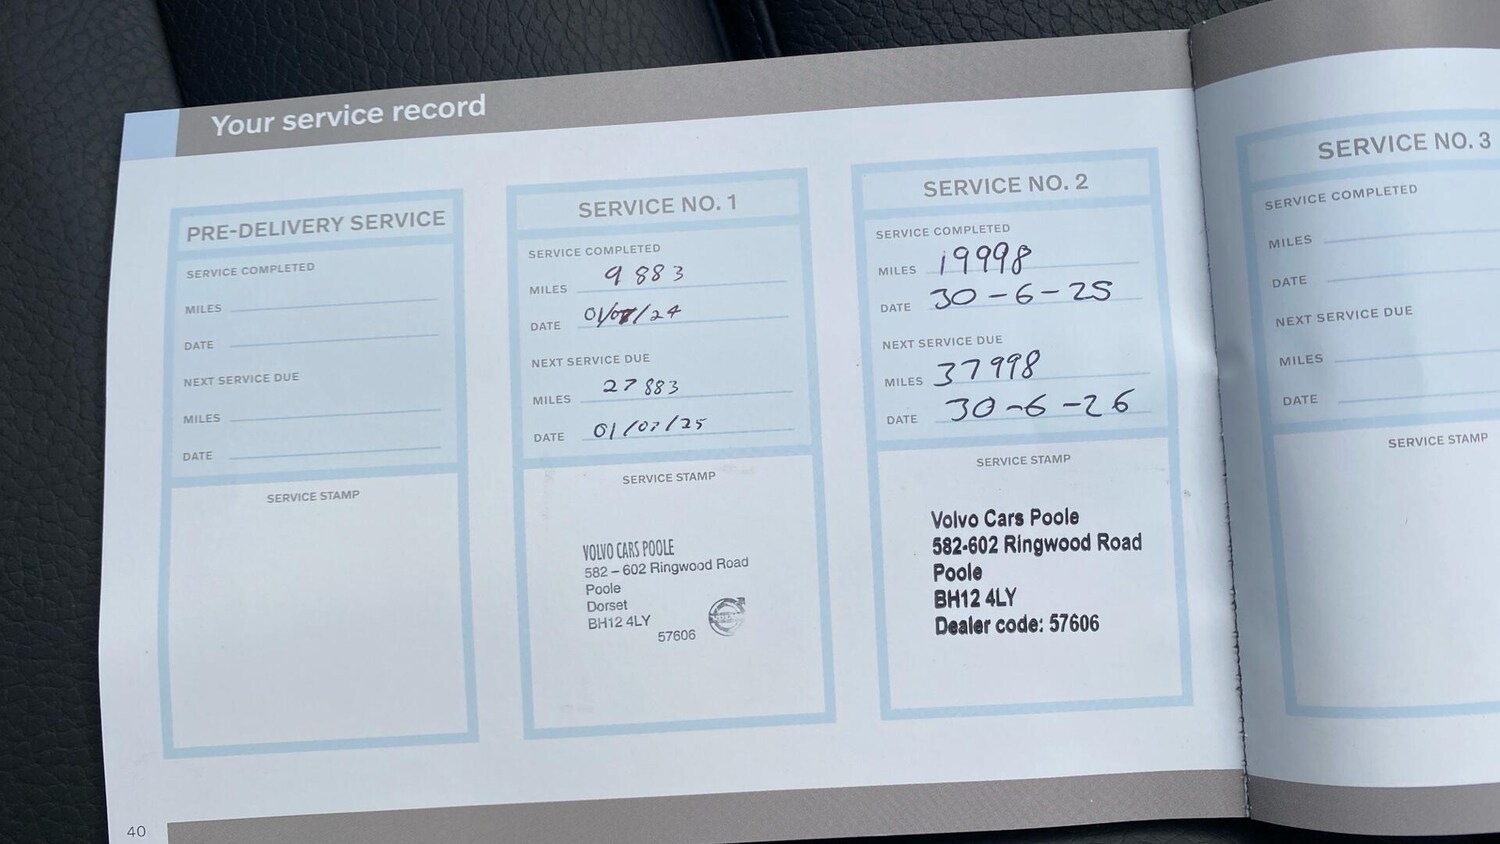 Your service record
PRE-DELIVERY SERVICE
SERVICE COMPLETED
MILES
DATE
NEXT SERVICE DUE
MILES
DATE
SERVICE STAMP
SERVICE NO. 1
SERVICE COMPLETED
MILES 9883
DATE 01/07/24
NEXT SERVICE DUE
MILES 27883
DATE 01/07/25
SERVICE STAMP
VOLVO CARS POOLE
582 – 602 Ringwood Road
Poole
Dorset
BH12 4LY
57606
SERVICE NO. 2
SERVICE COMPLETED
MILES 19998
DATE 30-6-25
NEXT SERVICE DUE
MILES 37998
DATE 30-6-26
SERVICE STAMP
Volvo Cars Poole
582-602 Ringwood Road
Poole
BH12 4LY
Dealer code: 57606
SERVICE NO. 3
SERVICE COMPLETED
MILES
DATE
NEXT SERVICE DUE
MILES
DATE
SERVICE STAMP
40